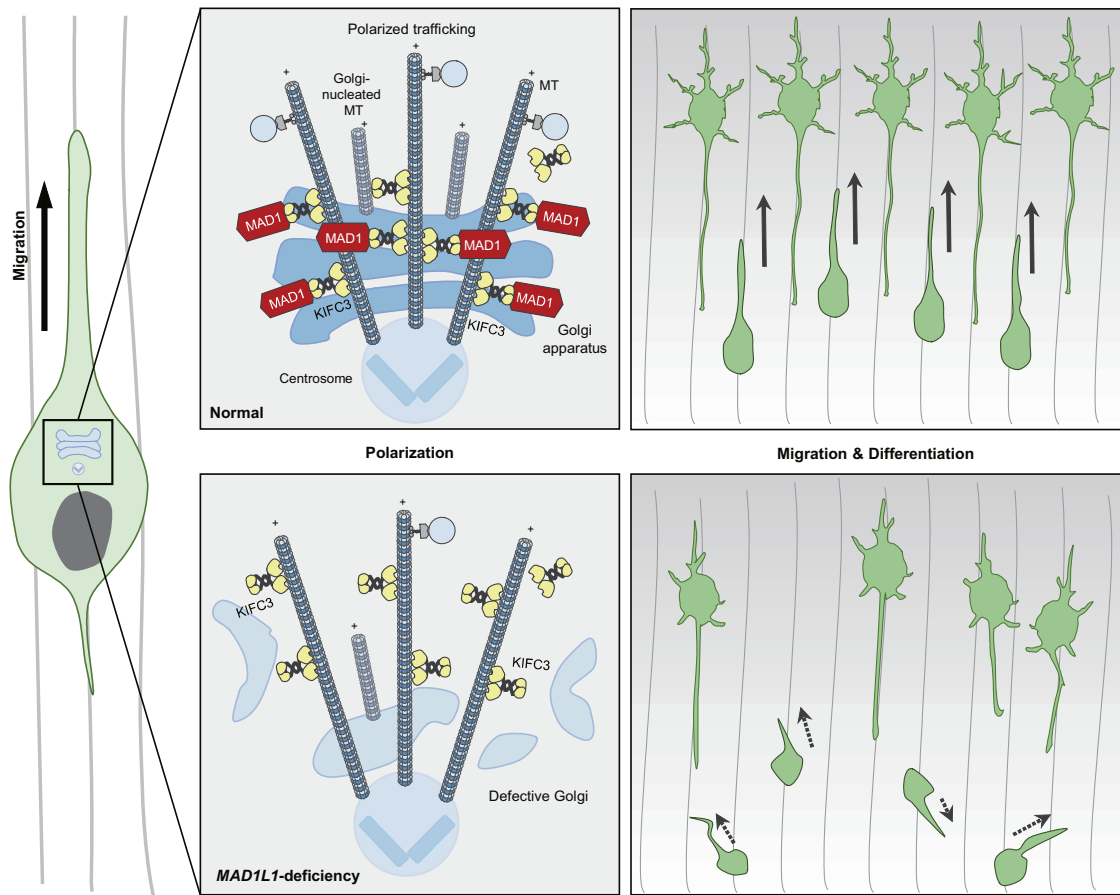 Migration
Polarized trafficking
+
+
Golgi-
nucleated
MT
+
+
+
MT
MAD1
MAD1
MAD1
MAD1
MAD1
MAD1
KIFC3
KIFC3
Golgi
apparatus
Centrosome
Normal
Polarization
Migration & Differentiation
+
+
+
+
KIFC3
KIFC3
Defective Golgi
MAD1L1-deficiency